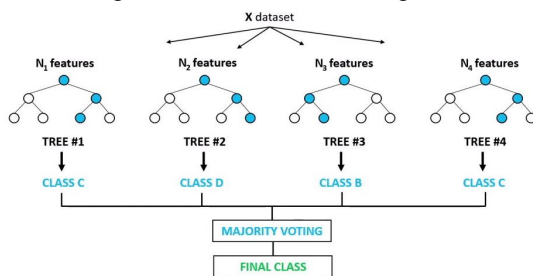 X dataset
N₁ features
N₂ features
N₃ features
N₄ features
TREE #1
TREE #2
TREE #3
TREE #4
CLASS C
CLASS D
CLASS B
CLASS C
MAJORITY VOTING
FINAL CLASS